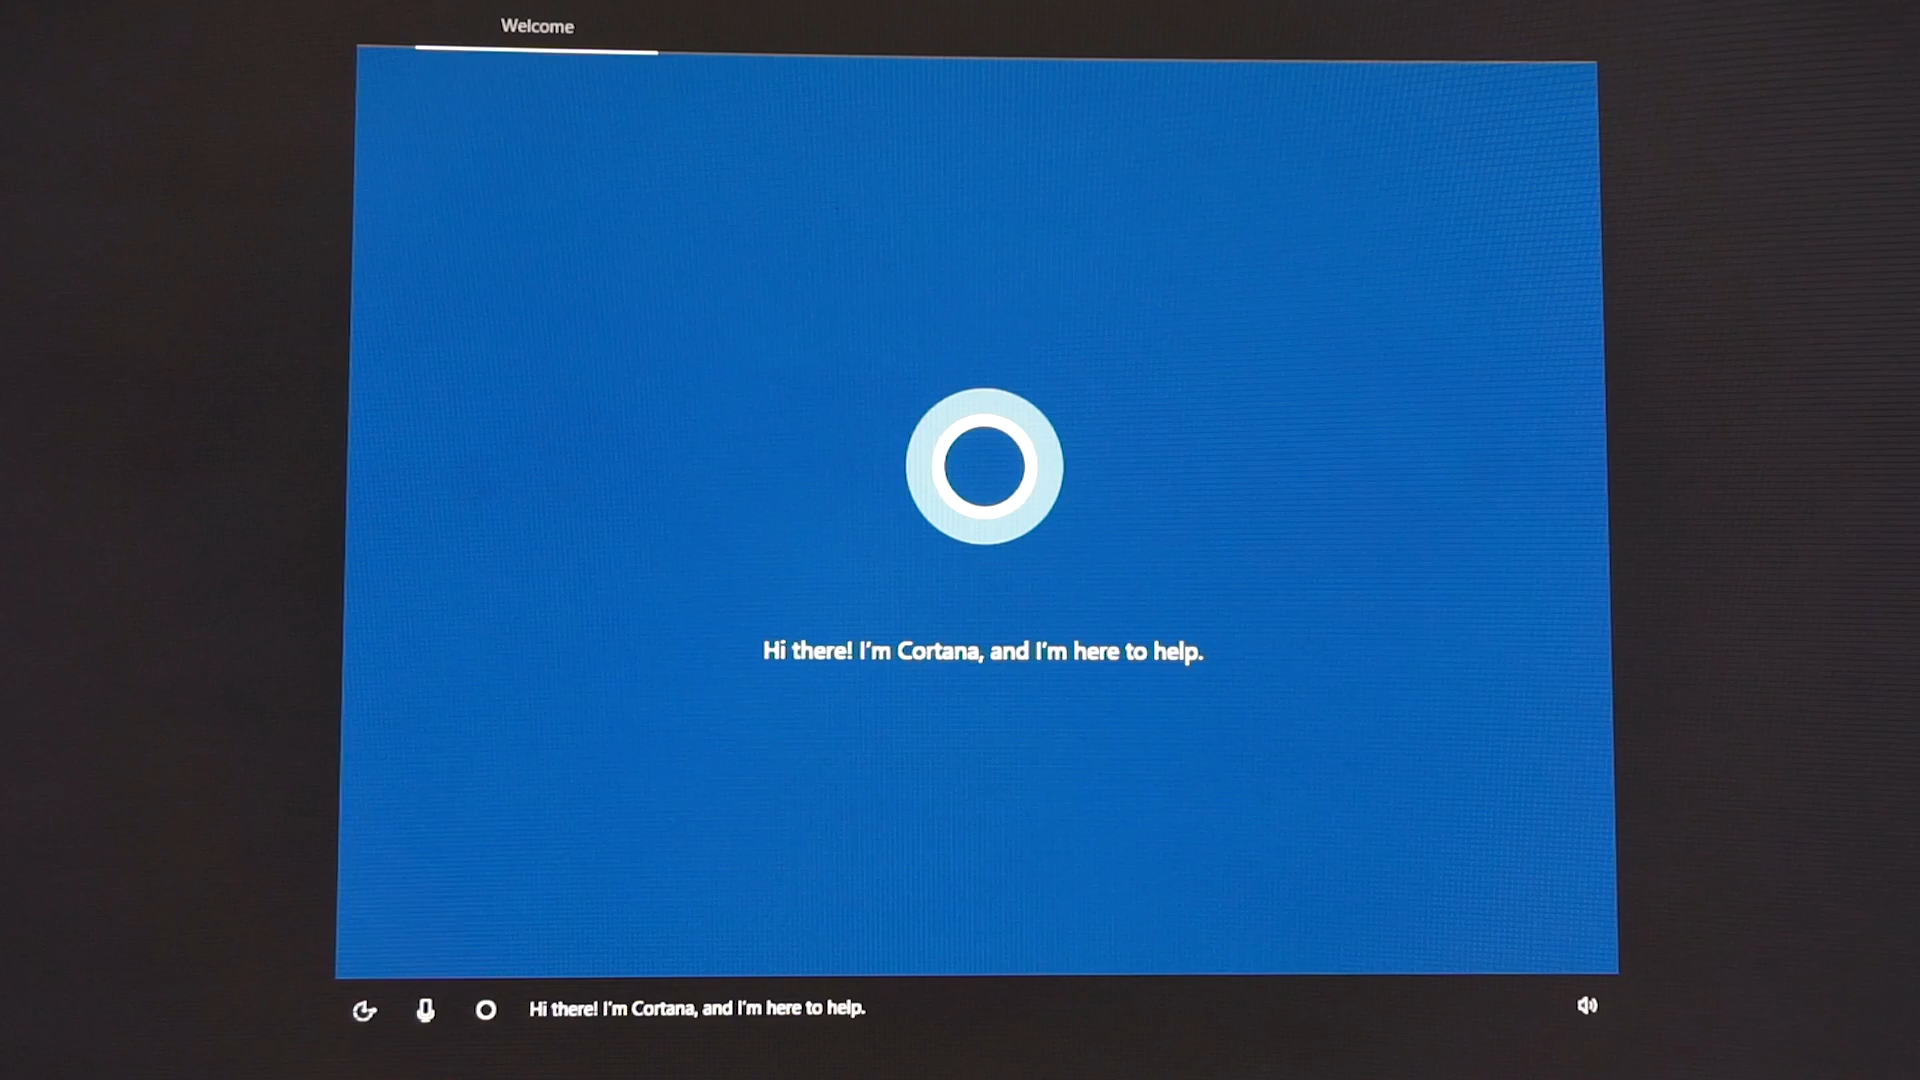 Welcome
Hi there! I'm Cortana, and I'm here to help.
Hi there! I'm Cortana, and I'm here to help.